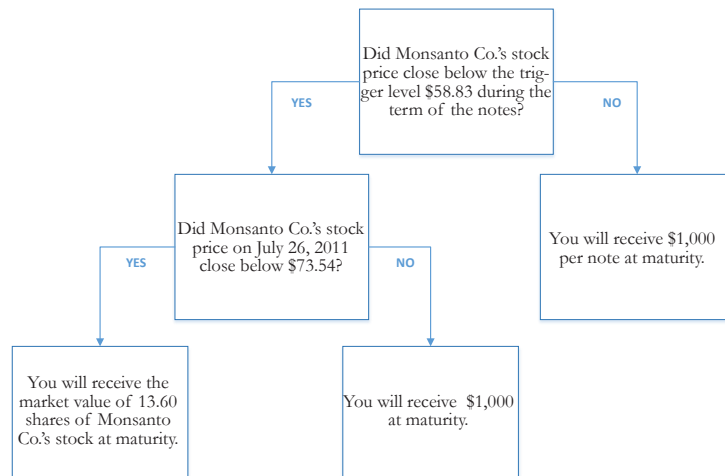 Did Monsanto Co.'s stock
price close below the trig-
ger level $58.83 during the
term of the notes?
YES
NO
Did Monsanto Co.'s stock
price on July 26, 2011
close below $73.54?
You will receive $1,000
per note at maturity.
YES
NO
You will receive the
market value of 13.60
shares of Monsanto
Co.'s stock at maturity.
You will receive $1,000
at maturity.